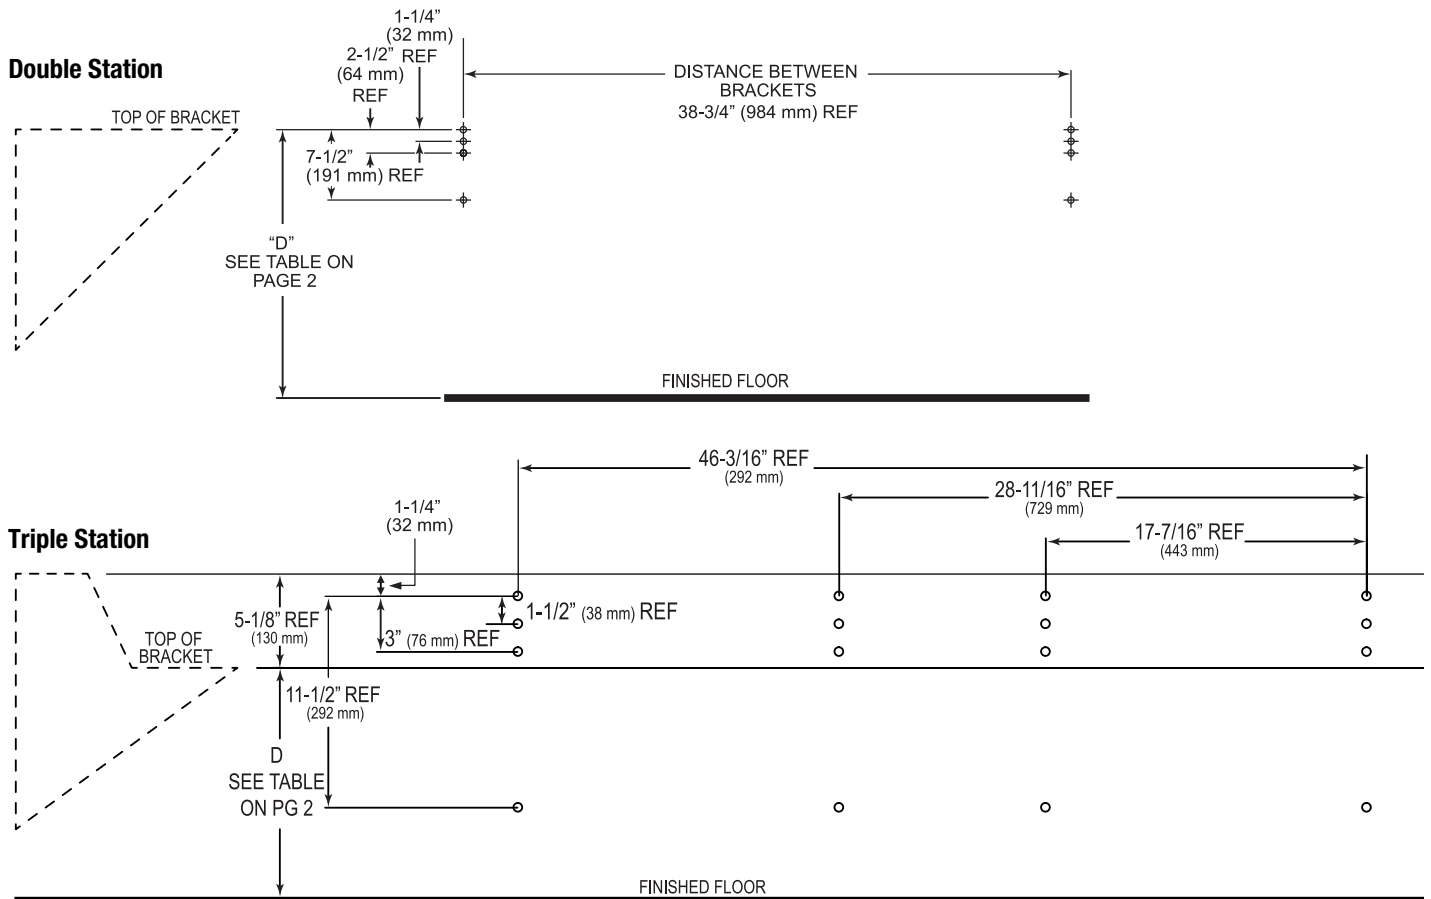 Double Station
1-1/4”
(32 mm)
REF
2-1/2”
(64 mm)
REF
DISTANCE BETWEEN
BRACKETS
38-3/4” (984 mm) REF
TOP OF BRACKET
7-1/2”
(191 mm) REF
“D”
SEE TABLE ON
PAGE 2
FINISHED FLOOR
Triple Station
46-3/16” REF
(292 mm)
28-11/16” REF
(729 mm)
17-7/16” REF
(443 mm)
1-1/4”
(32 mm)
5-1/8” REF
(130 mm)
1-1/2” (38 mm) REF
3” (76 mm) REF
TOP OF
BRACKET
11-1/2” REF
(292 mm)
D
SEE TABLE
ON PG 2
FINISHED FLOOR